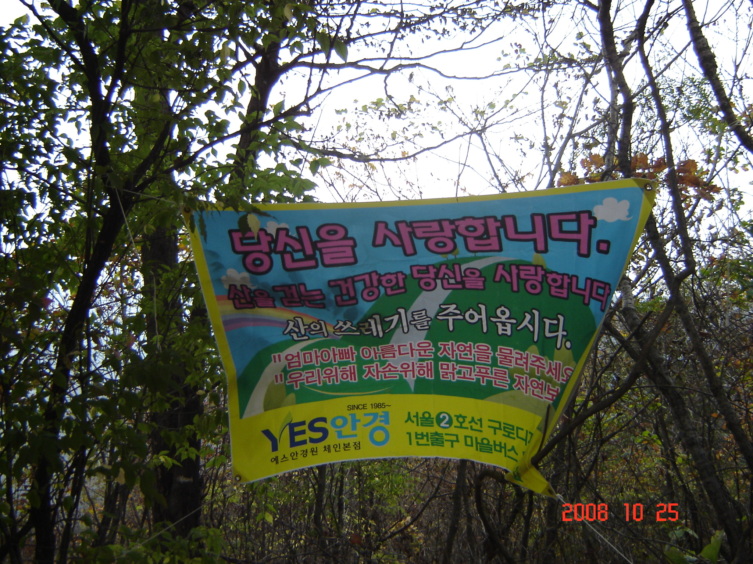 당신을 사랑합니다.
산을 걷는 건강한 당신을 사랑합니다
산의 쓰레기를 주어옵시다.
"엄마아빠 아름다운 자연을 물려주세요
"우리위해 자손위해 맑고푸른 자연보
SINCE 1985~
YES안경
예스안경원 체인본점
서울 2 호선 구로디
1번출구 마을버스
2008 10 25